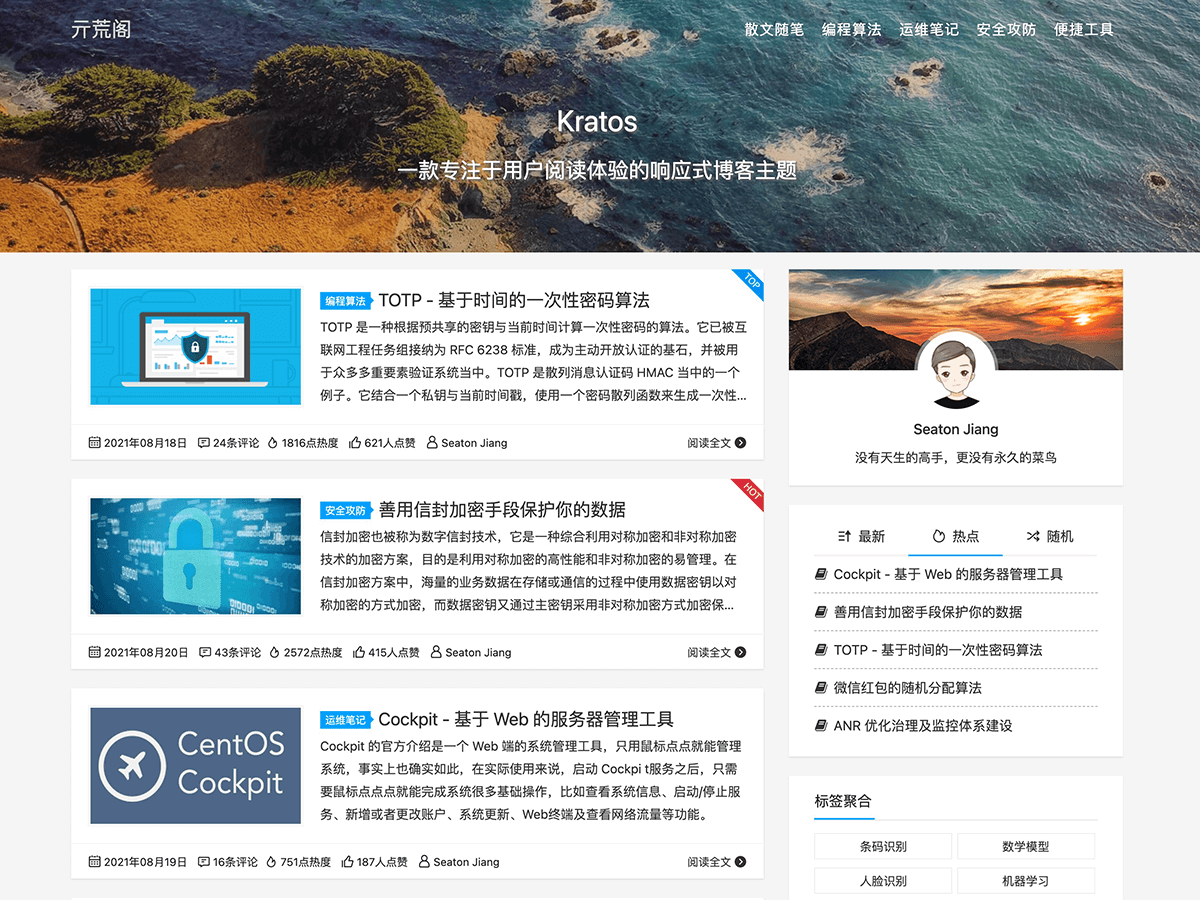 亓荒阁
散文随笔 编程算法 运维笔记 安全攻防 便捷工具
Kratos
一款专注于用户阅读体验的响应式博客主题
TOP
编程算法 TOTP - 基于时间的一次性密码算法
TOTP 是一种根据预共享的密钥与当前时间计算一次性密码的算法。它已被互
联网工程任务组接纳为 RFC 6238 标准，成为主动开放认证的基石，并被用
于众多多重要素验证系统当中。TOTP 是散列消息认证码 HMAC 当中的一个
例子。它结合一个私钥与当前时间戳，使用一个密码散列函数来生成一次性...
2021年08月18日 24条评论 1816点热度 621人点赞 Seaton Jiang 阅读全文
HOT
安全攻防 善用信封加密手段保护你的数据
信封加密也被称为数字信封技术，它是一种综合利用对称加密和非对称加密
技术的加密方案，目的是利用对称加密的高性能和非对称加密的易管理。在
信封加密方案中，海量的业务数据在存储或通信的过程中使用数据密钥以对
称加密的方式加密，而数据密钥又通过主密钥采用非对称加密方式加密保...
2021年08月20日 43条评论 2572点热度 415人点赞 Seaton Jiang 阅读全文
CentOS
Cockpit
运维笔记 Cockpit - 基于 Web 的服务器管理工具
Cockpit 的官方介绍是一个 Web 端的系统管理工具，只用鼠标点点就能管理
系统，事实上也确实如此，在实际使用来说，启动 Cockpi t服务之后，只需
要鼠标点点点就能完成系统很多基础操作，比如查看系统信息、启动/停止服
务、新增或者更改账户、系统更新、Web终端及查看网络流量等功能。
2021年08月19日 16条评论 751点热度 187人点赞 Seaton Jiang 阅读全文
Seaton Jiang
没有天生的高手，更没有永久的菜鸟
最新 热点 随机
Cockpit - 基于 Web 的服务器管理工具
善用信封加密手段保护你的数据
TOTP - 基于时间的一次性密码算法
微信红包的随机分配算法
ANR 优化治理及监控体系建设
标签聚合
条码识别 数学模型
人脸识别 机器学习